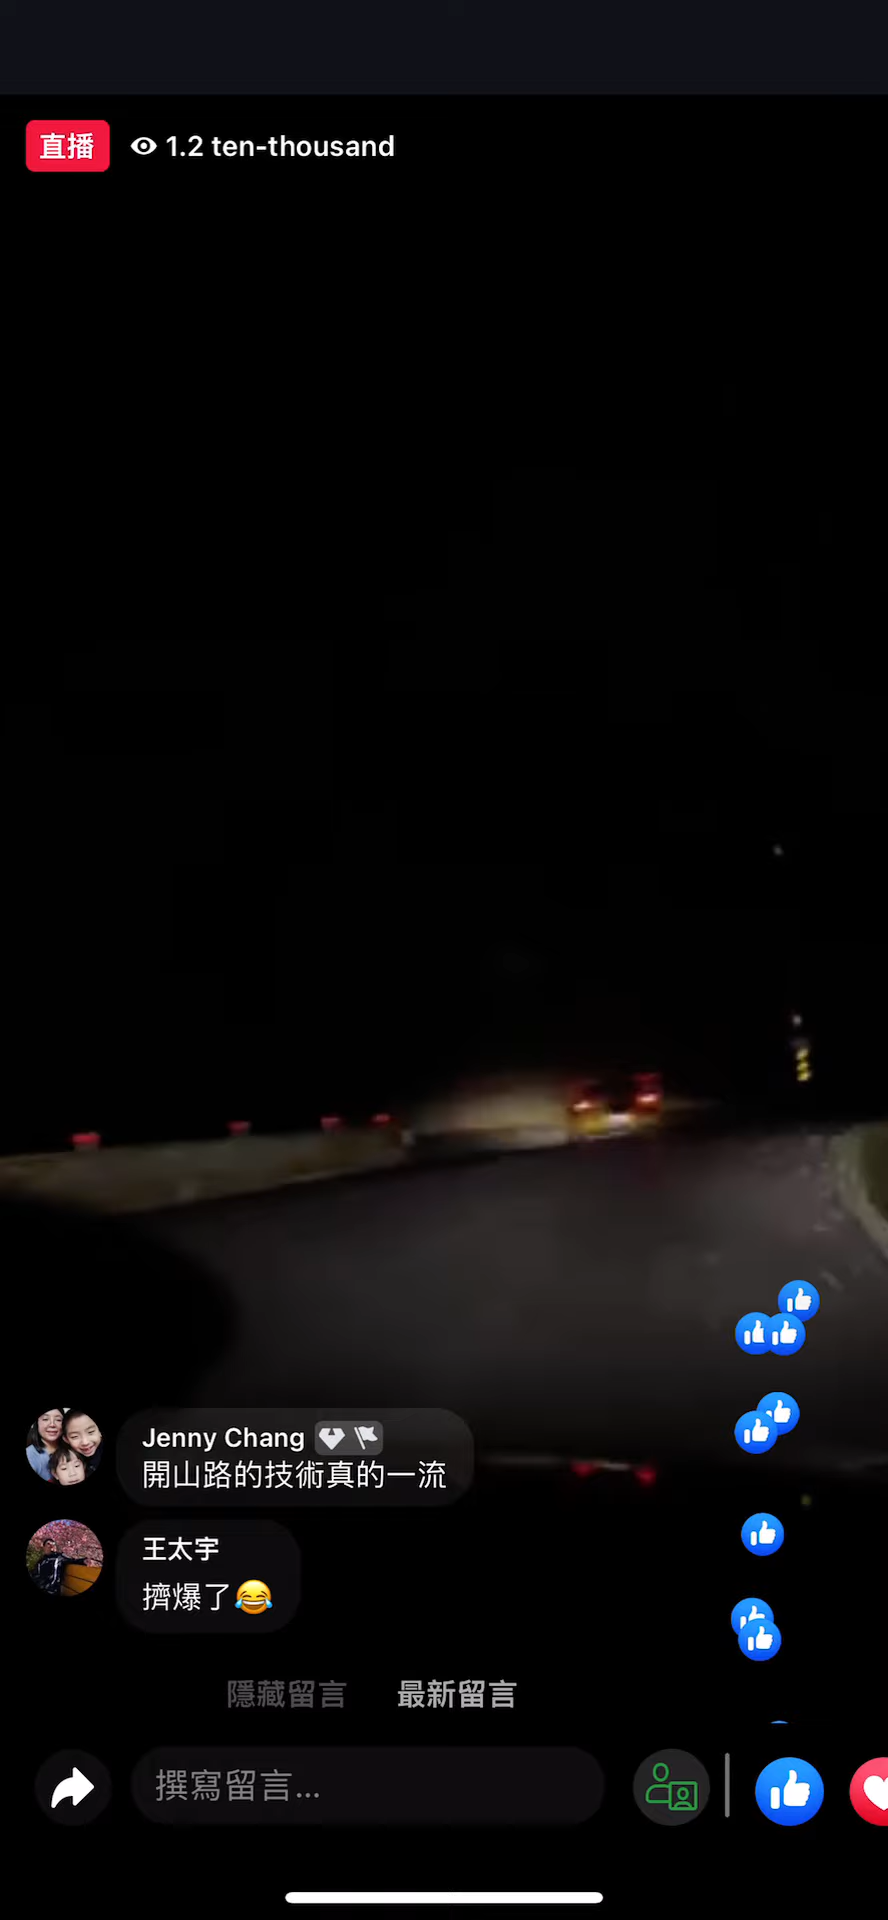 直播 1.2 ten-thousand
Jenny Chang
開山路的技術真的一流
王太宇
擠爆了😂
隱藏留言 最新留言
撰寫留言...